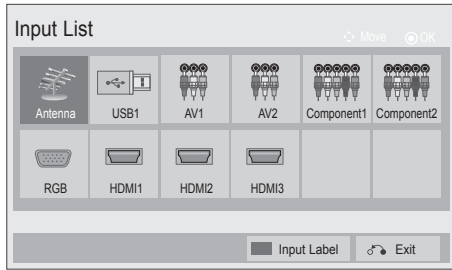 Input List
Move OK
Antenna USB1 AV1 AV2 Component1 Component2
RGB HDMI1 HDMI2 HDMI3
Input Label Exit